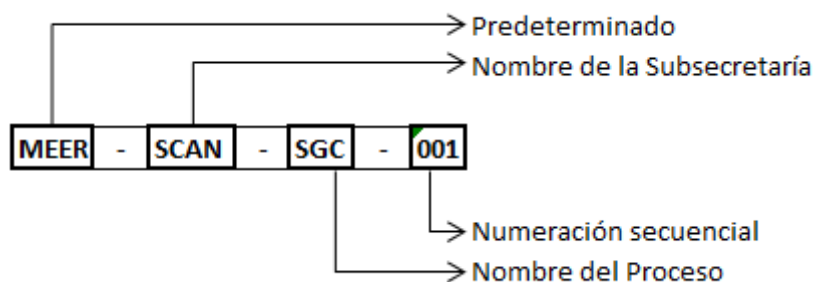 Predeterminado
Nombre de la Subsecretaría
MEER - SCAN - SGC - 001
Numeración secuencial
Nombre del Proceso